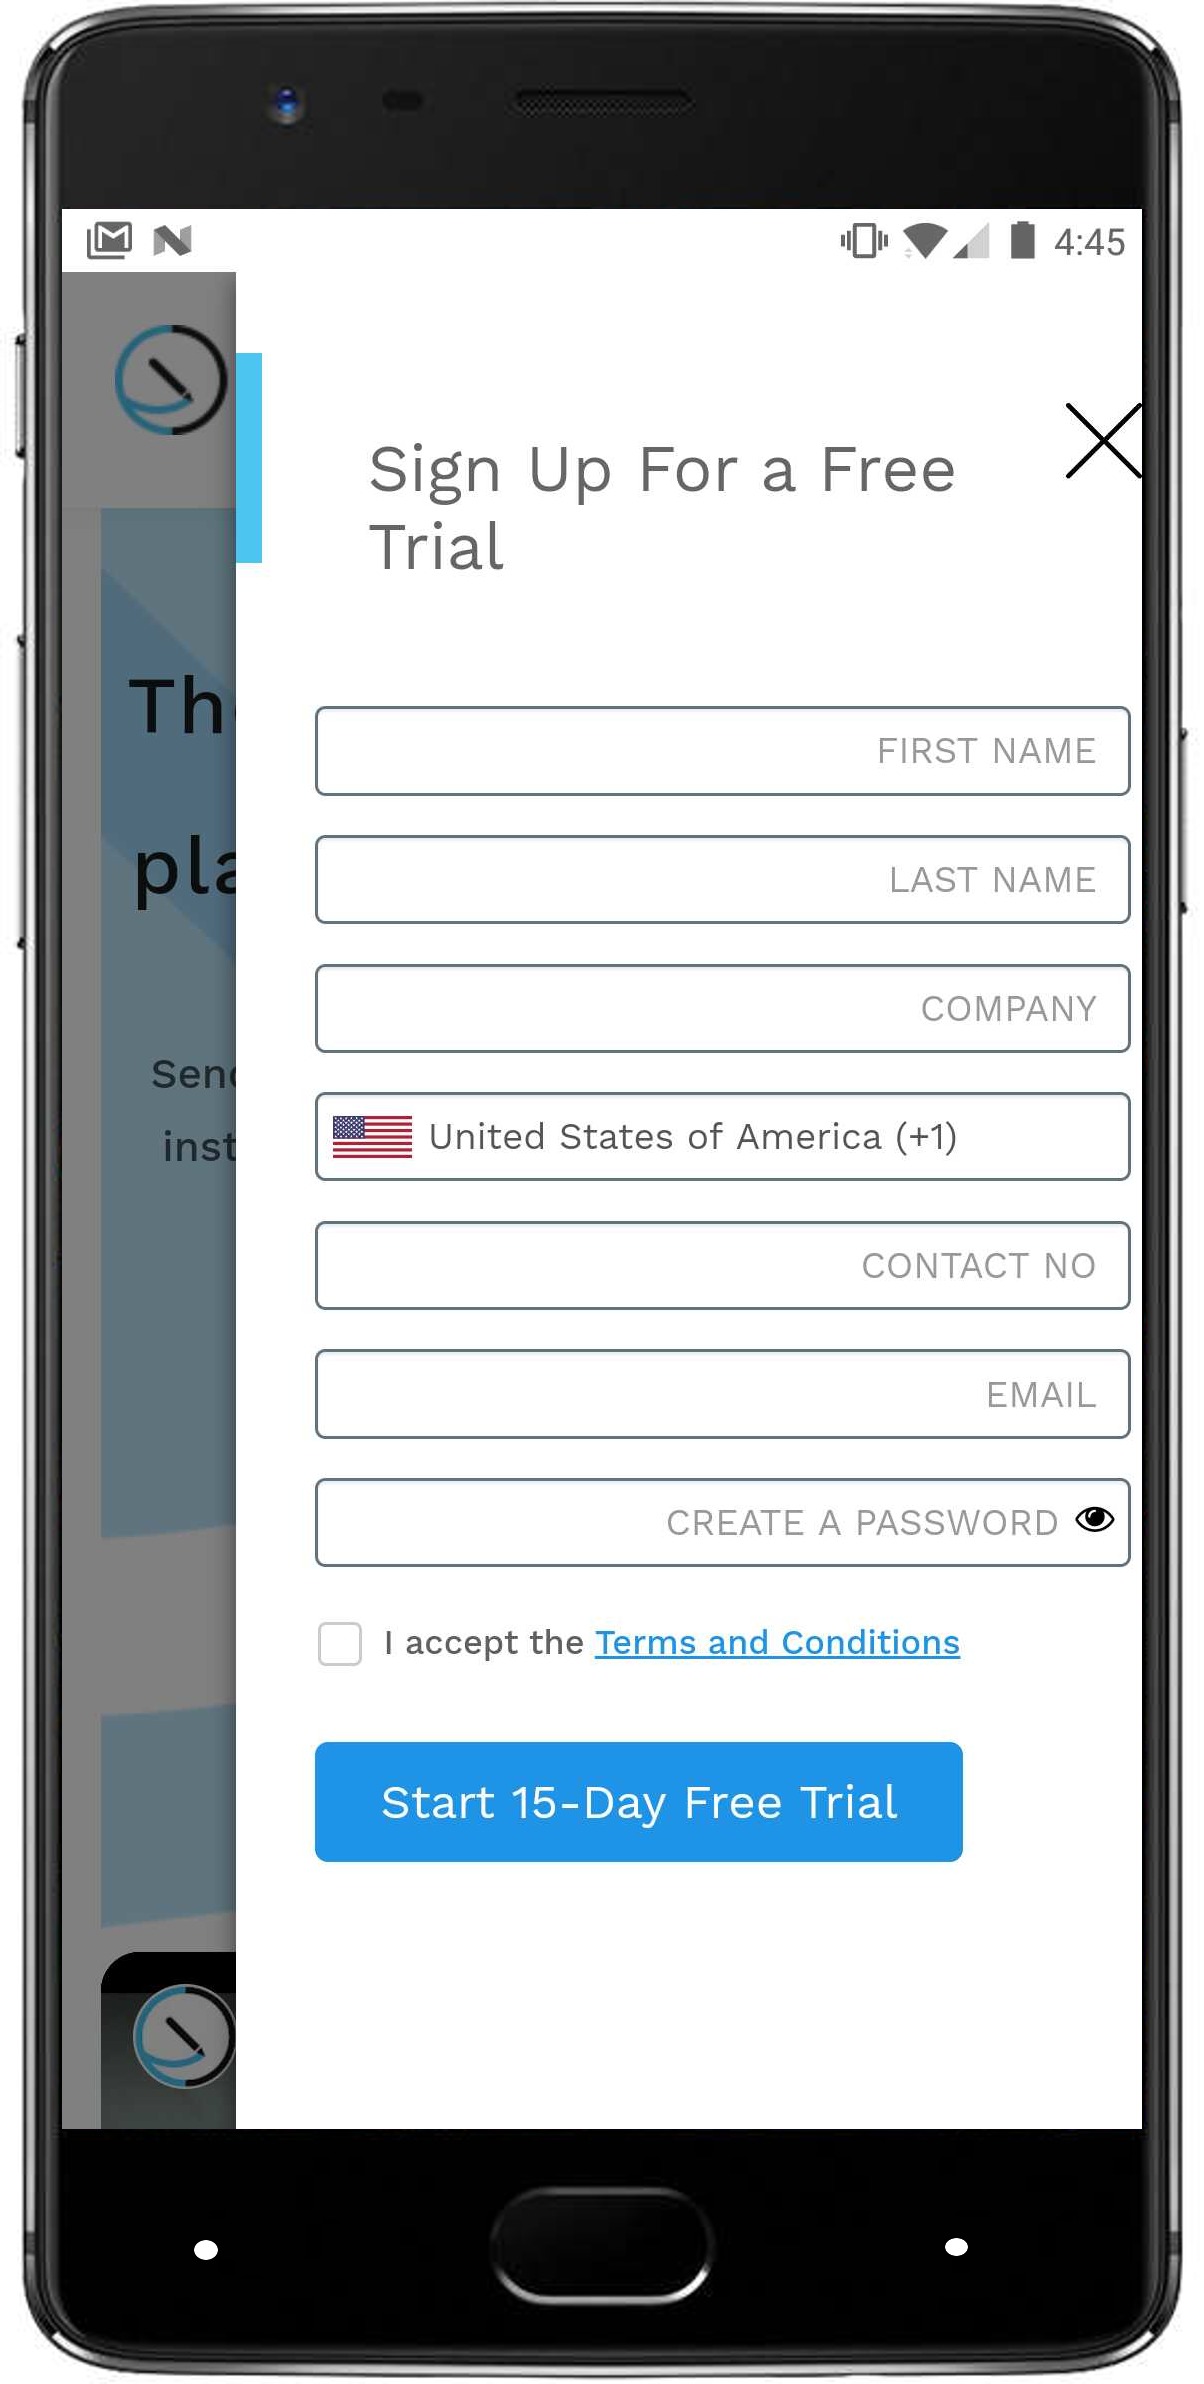 4:45
Sign Up For a Free
Trial
Th
pla
Send
inst
FIRST NAME
LAST NAME
COMPANY
United States of America (+1)
CONTACT NO
EMAIL
CREATE A PASSWORD
I accept the Terms and Conditions
Start 15-Day Free Trial